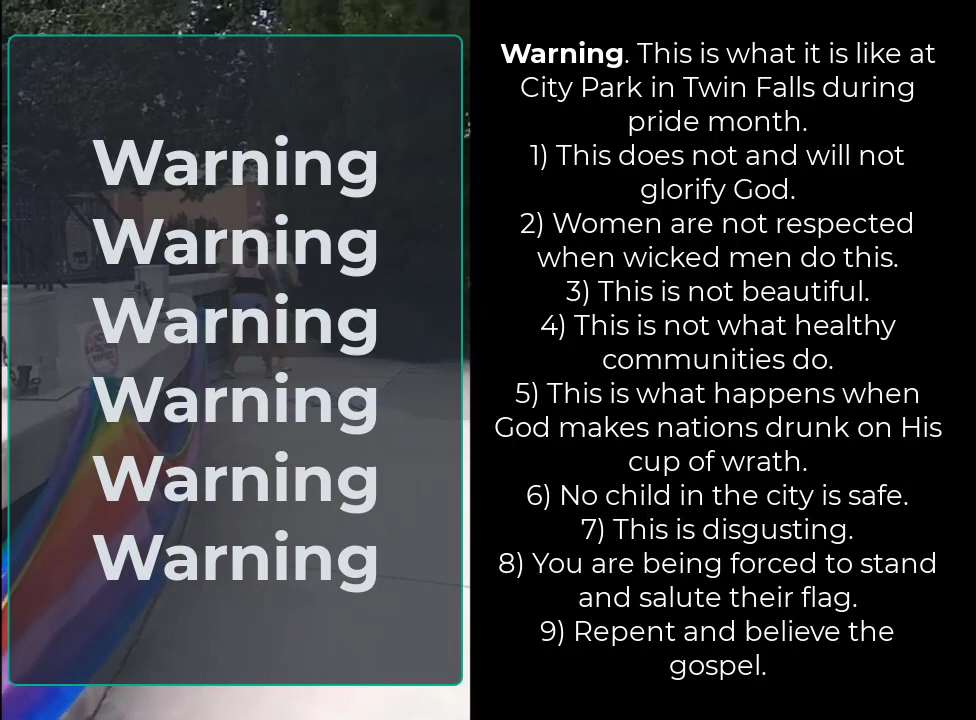 Warning
Warning
Warning
Warning
Warning
Warning
Warning. This is what it is like at
City Park in Twin Falls during
pride month.
1) This does not and will not
glorify God.
2) Women are not respected
when wicked men do this.
3) This is not beautiful.
4) This is not what healthy
communities do.
5) This is what happens when
God makes nations drunk on His
cup of wrath.
6) No child in the city is safe.
7) This is disgusting.
8) You are being forced to stand
and salute their flag.
9) Repent and believe the
gospel.